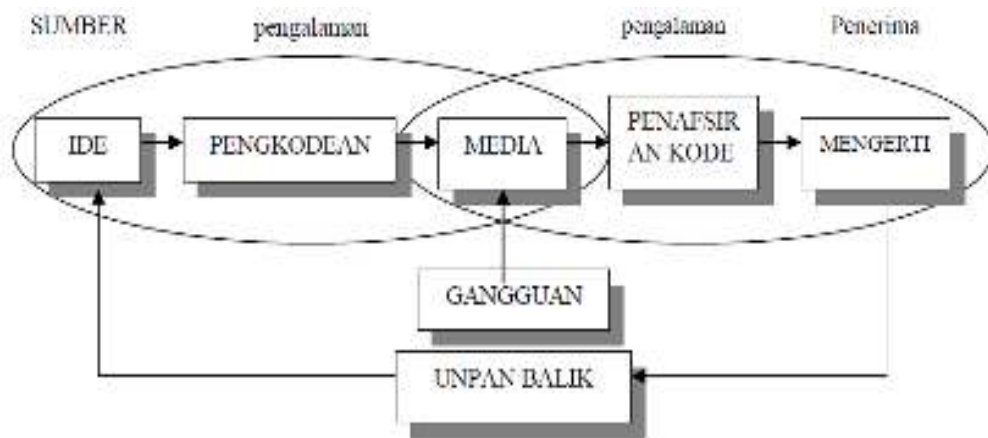 SUMBER pengalaman pengalaman Penerima
IDE PENGKODEAN MEDIA PENAFSIR
AN KODE MENGERTI
GANGGUAN
UNPAN BALIK